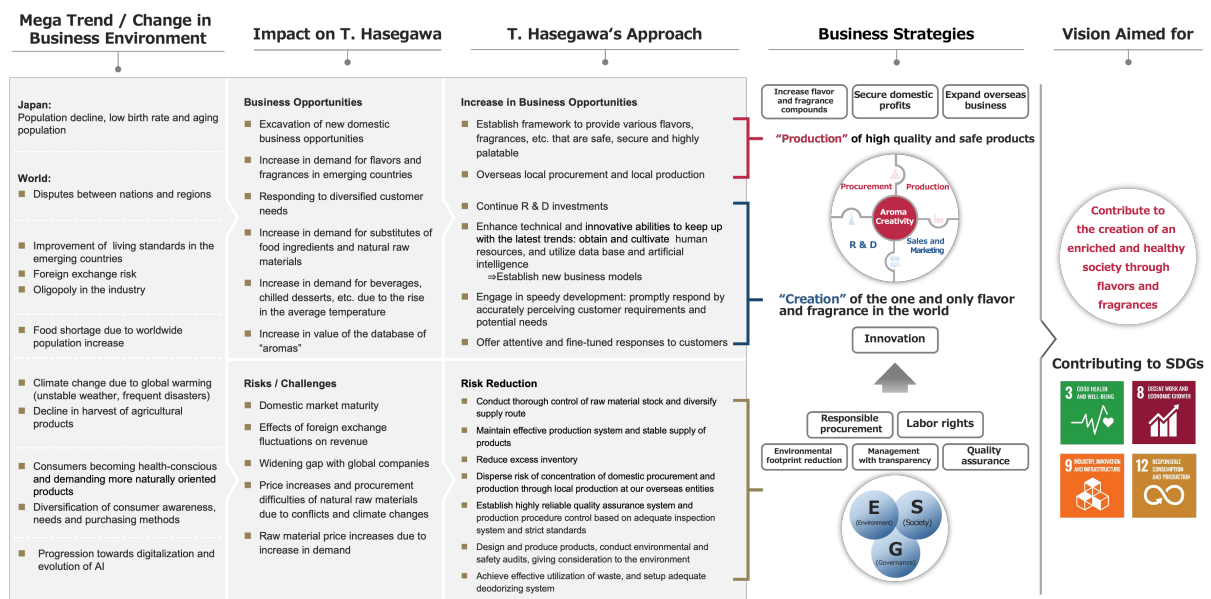 Mega Trend / Change in
Business Environment
Impact on T. Hasegawa
T. Hasegawa‘s Approach
Business Strategies
Vision Aimed for
Japan:
Population decline, low birth rate and aging
population
World:
Disputes between nations and regions
Improvement of living standards in the
emerging countries
Foreign exchange risk
Oligopoly in the industry
Food shortage due to worldwide
population increase
Climate change due to global warming
(unstable weather, frequent disasters)
Decline in harvest of agricultural
products
Consumers becoming health-conscious
and demanding more naturally oriented
products
Diversification of consumer awareness,
needs and purchasing methods
Progression towards digitalization and
evolution of AI
Business Opportunities
Excavation of new domestic
business opportunities
Increase in demand for flavors and
fragrances in emerging countries
Responding to diversified customer
needs
Increase in demand for substitutes of
food ingredients and natural raw
materials
Increase in demand for beverages,
chilled desserts, etc. due to the rise
in the average temperature
Increase in value of the database of
“aromas”
Risks / Challenges
Domestic market maturity
Effects of foreign exchange
fluctuations on revenue
Widening gap with global companies
Price increases and procurement
difficulties of natural raw materials
due to conflicts and climate changes
Raw material price increases due to
increase in demand
Increase in Business Opportunities
Establish framework to provide various flavors,
fragrances, etc. that are safe, secure and highly
palatable
Overseas local procurement and local production
Continue R & D investments
Enhance technical and innovative abilities to keep up
with the latest trends: obtain and cultivate human
resources, and utilize data base and artificial
intelligence
⇒Establish new business models
Engage in speedy development: promptly respond by
accurately perceiving customer requirements and
potential needs
Offer attentive and fine-tuned responses to customers
Risk Reduction
Conduct thorough control of raw material stock and diversify
supply route
Maintain effective production system and stable supply of
products
Reduce excess inventory
Disperse risk of concentration of domestic procurement and
production through local production at our overseas entities
Establish highly reliable quality assurance system and
production procedure control based on adequate inspection
system and strict standards
Design and produce products, conduct environmental and
safety audits, giving consideration to the environment
Achieve effective utilization of waste, and setup adequate
deodorizing system
Increase flavor
and fragrance
compounds
Secure domestic
profits
Expand overseas
business
“Production” of high quality and safe products
Procurement
Production
Aroma
Creativity
R & D
Sales and
Marketing
“Creation” of the one and only flavor
and fragrance in the world
Innovation
Responsible
procurement
Labor rights
Environmental
footprint reduction
Management
with transparency
Quality
assurance
E
(Environment)
S
(Society)
G
(Governance)
Contribute to
the creation of an
enriched and healthy
society through
flavors and
fragrances
Contributing to SDGs
3 GOOD HEALTH
AND WELL-BEING
8 DECENT WORK AND
ECONOMIC GROWTH
9 INDUSTRY, INNOVATION
AND INFRASTRUCTURE
12 RESPONSIBLE
CONSUMPTION
AND PRODUCTION